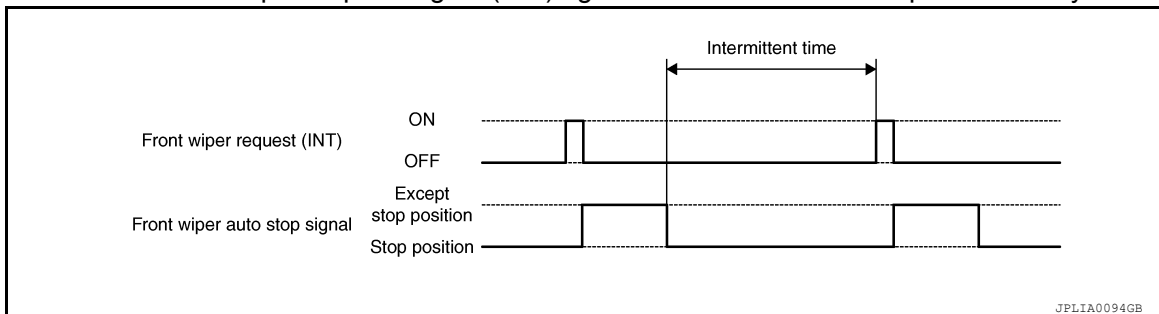 Intermittent time
ON
Front wiper request (INT)
OFF
Except
stop position
Front wiper auto stop signal
Stop position
JPLIA0094GB